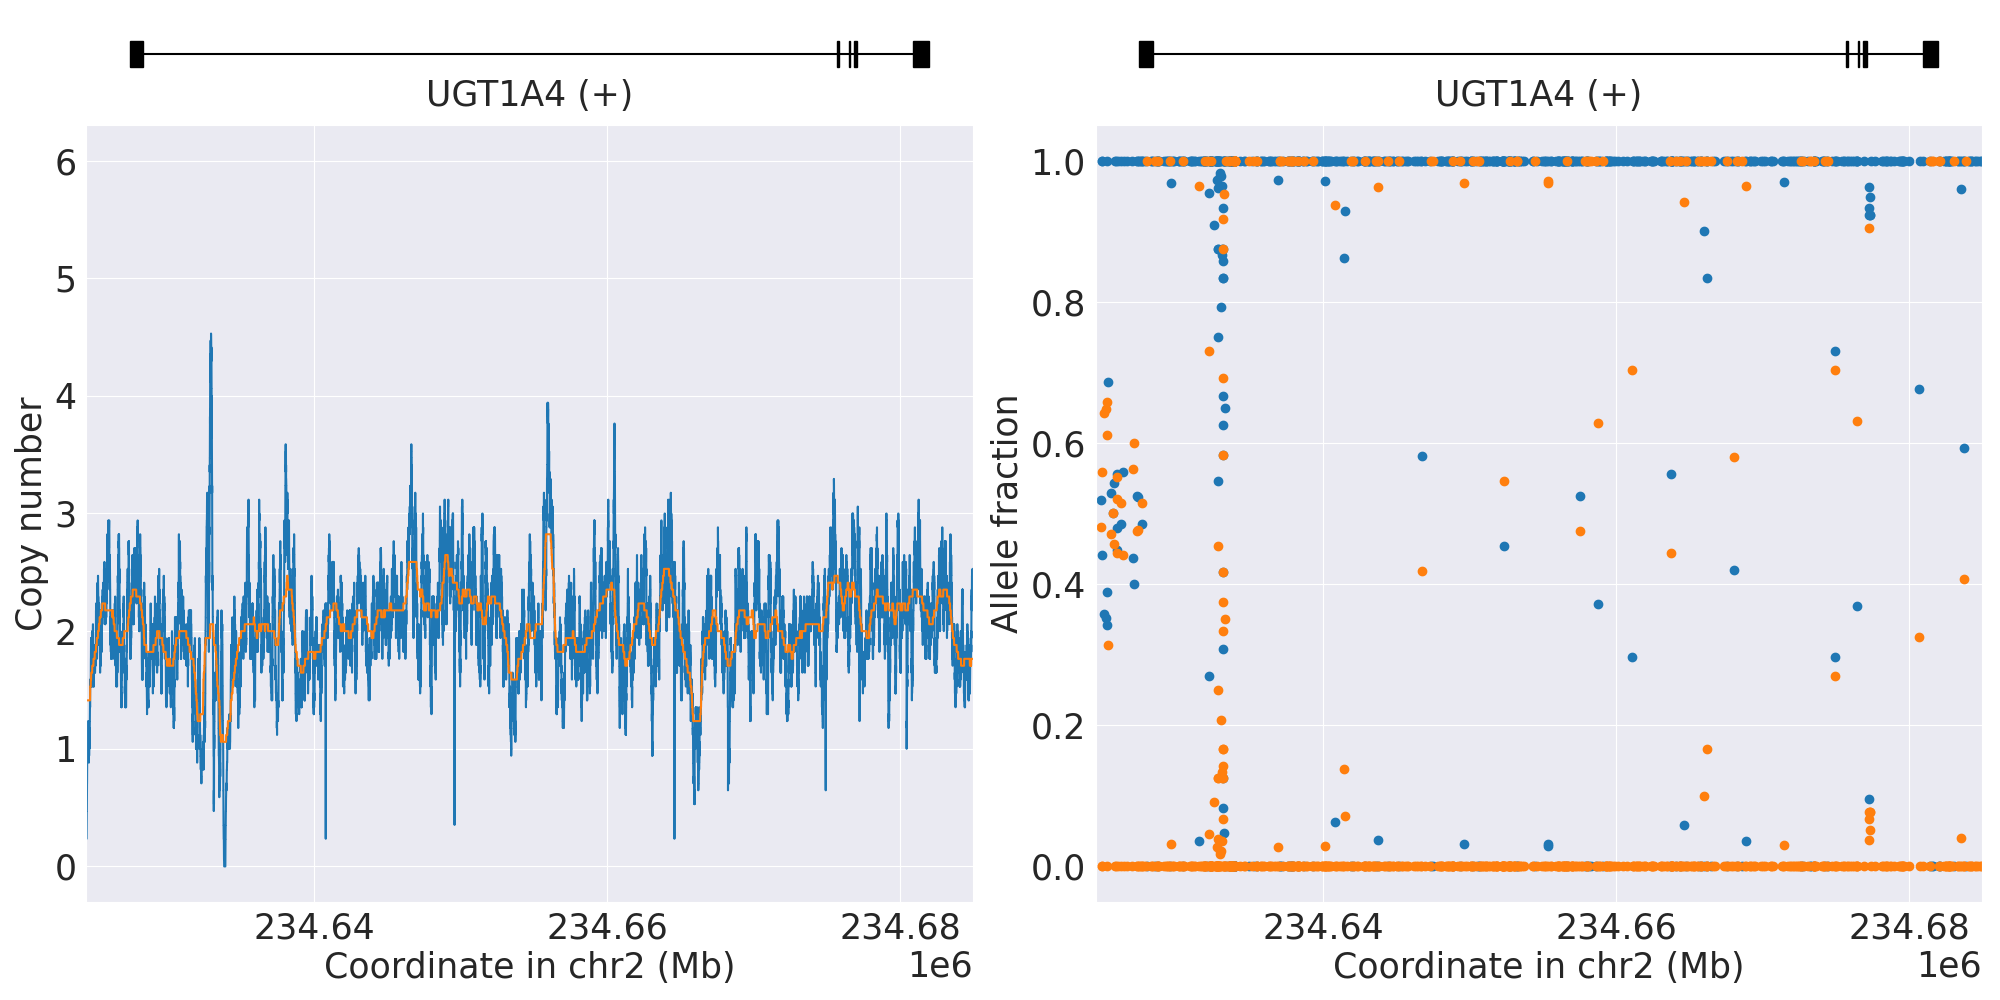 UGT1A4 (+)
6
5
4
3
2
1
0
Copy number
234.64 234.66 234.68
1e6
Coordinate in chr2 (Mb)
UGT1A4 (+)
1.0
0.8
0.6
0.4
0.2
0.0
Allele fraction
234.64 234.66 234.68
1e6
Coordinate in chr2 (Mb)